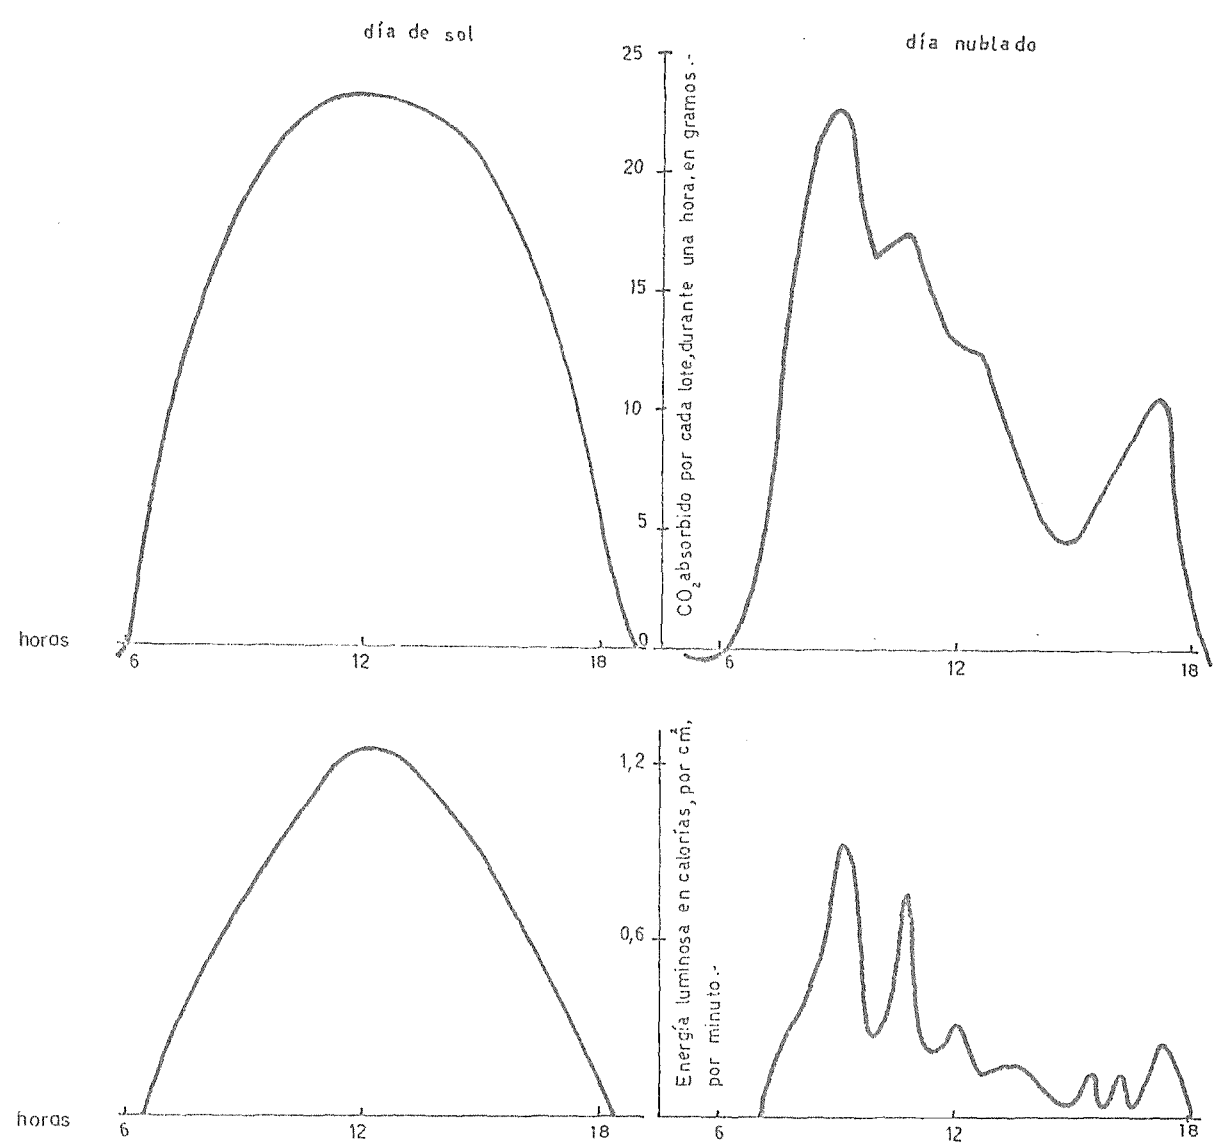 día de sol
día nublado
25
20
15
10
5
0
CO₂ absorbido por cada lote, durante una hora, en gramos.-
horas
6
12
18
6
12
18
1,2
0,6
Energía luminosa en calorías, por cm²,
por minuto.-
horas
6
12
18
6
12
18